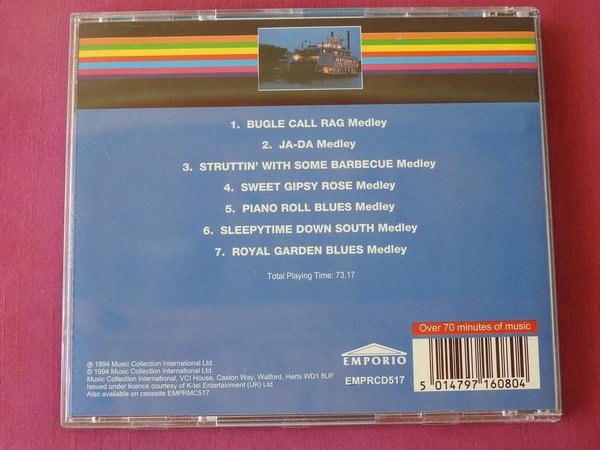 1. BUGLE CALL RAG Medley
2. JA-DA Medley
3. STRUTTIN' WITH SOME BARBECUE Medley
4. SWEET GIPSY ROSE Medley
5. PIANO ROLL BLUES Medley
6. SLEEPYTIME DOWN SOUTH Medley
7. ROYAL GARDEN BLUES Medley
Total Playing Time: 73.17
℗ 1994 Music Collection International Ltd.
© 1994 Music Collection International Ltd.
Music Collection International, VCI House, Caxton Way, Watford, Herts WD1 8UF
Issued under licence courtesy of K-tel Entertainment (UK) Ltd
Also available on cassette EMPRMC517
EMPORIO
EMPRCD517
Over 70 minutes of music
5 014797 160804